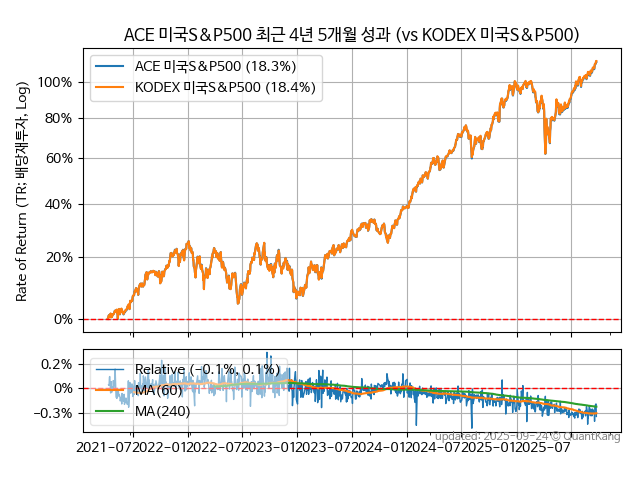 ACE 미국S&P500 최근 4년 5개월 성과 (vs KODEX 미국S&P500)
Rate of Return (TR: 배당재투자, Log)
ACE 미국S&P500 (18.3%)
KODEX 미국S&P500 (18.4%)
100%
80%
60%
40%
20%
0%
0.2%
0%
−0.3%
Relative (−0.1%, 0.1%)
MA(60)
MA(240)
2021-07 2022-01 2022-07 2023-01 2023-07 2024-01 2024-07 2025-01 2025-07
updated: 2025-09-24 © QuantKang